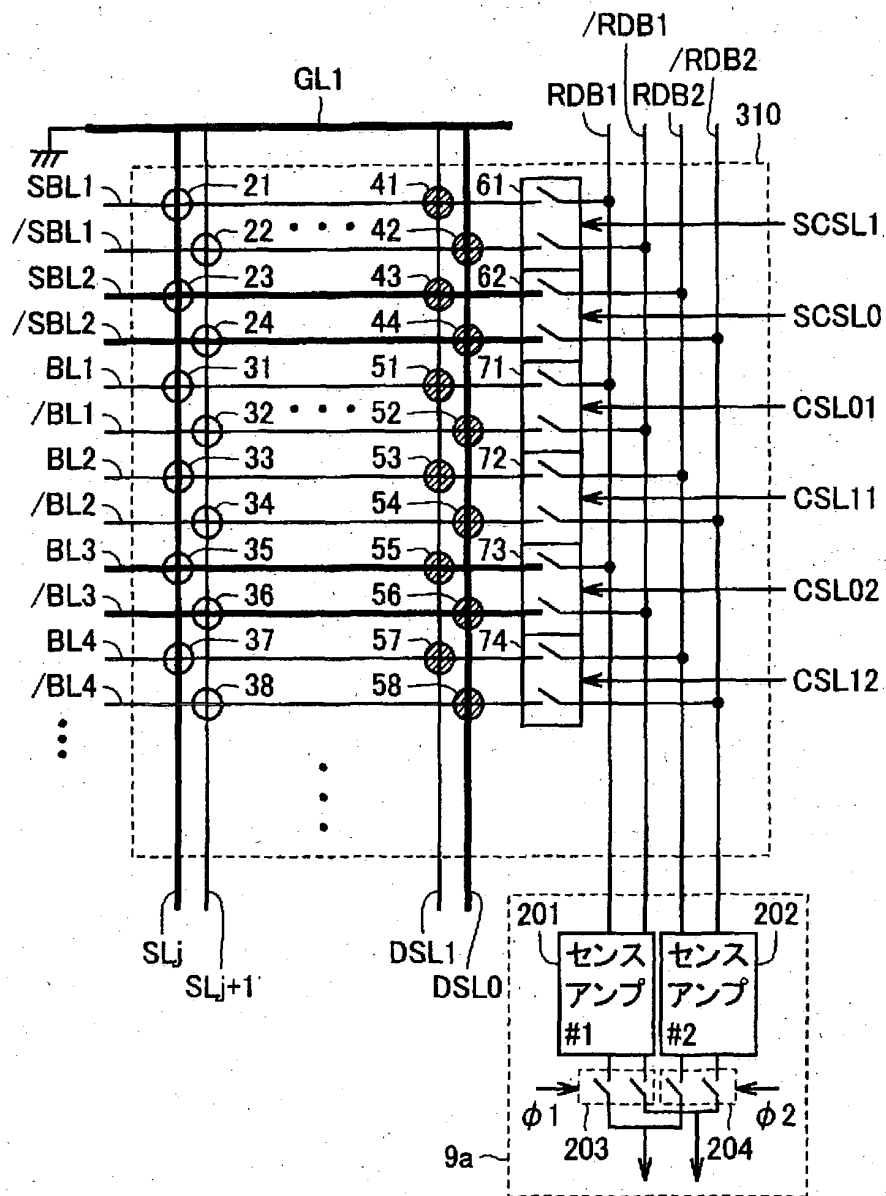 /RDB1
/RDB2
GL1
RDB1 RDB2
310
SBL1 21 41 61
SCSL1
/SBL1 22 42
SBL2 23 43 62
SCSL0
/SBL2 24 44
BL1 31 51 71
CSL01
/BL1 32 52
BL2 33 53 72
CSL11
/BL2 34 54
BL3 35 55 73
CSL02
/BL3 36 56
BL4 37 57 74
CSL12
/BL4 38 58
SLj
SLj+1
DSL1
DSL0
201
202
センス
アンプ
#1
センス
アンプ
#2
φ1
φ2
203
204
9a